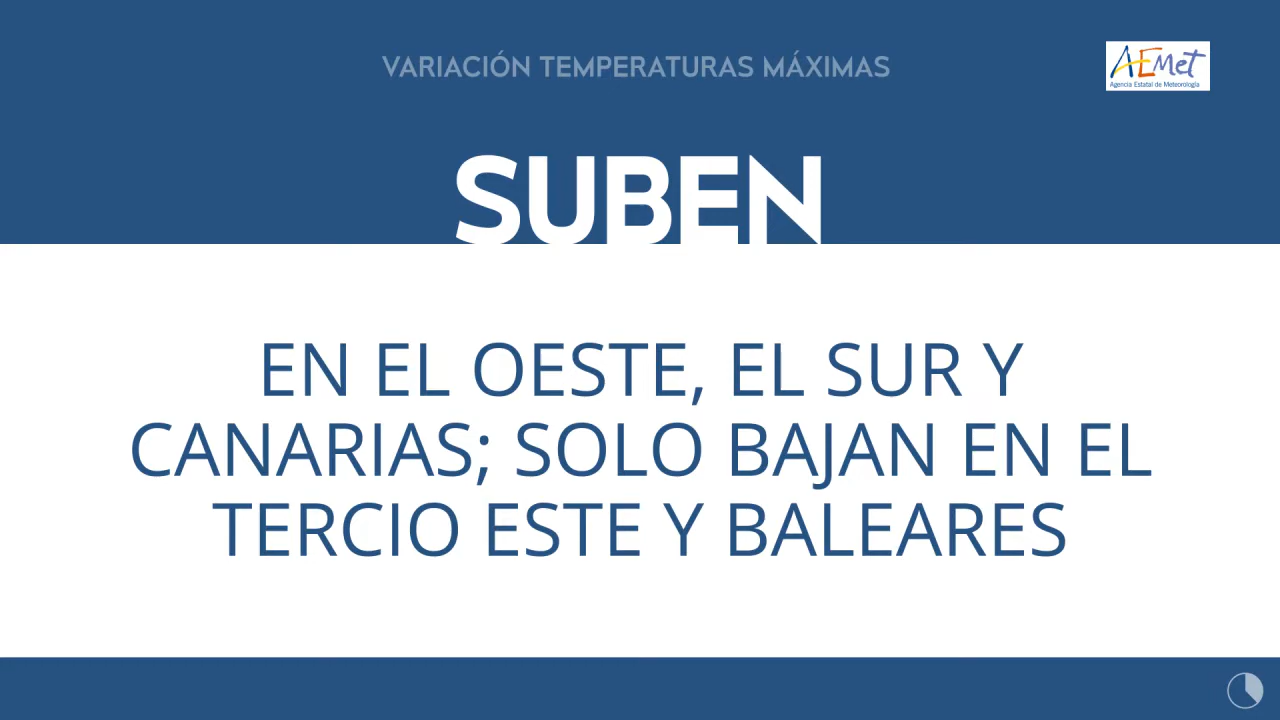 VARIACIÓN TEMPERATURAS MÁXIMAS
AEMet
Agencia Estatal de Meteorología
SUBEN
EN EL OESTE, EL SUR Y
CANARIAS; SOLO BAJAN EN EL
TERCIO ESTE Y BALEARES